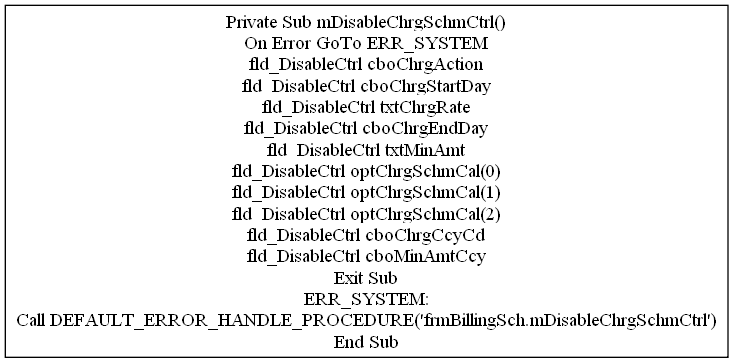 Private Sub mDisableChrgSchmCtrl()
On Error GoTo ERR_SYSTEM
fld_DisableCtrl cboChrgAction
fld_DisableCtrl cboChrgStartDay
fld_DisableCtrl txtChrgRate
fld_DisableCtrl cboChrgEndDay
fld_DisableCtrl txtMinAmt
fld_DisableCtrl optChrgSchmCal(0)
fld_DisableCtrl optChrgSchmCal(1)
fld_DisableCtrl optChrgSchmCal(2)
fld_DisableCtrl cboChrgCcyCd
fld_DisableCtrl cboMinAmtCcy
Exit Sub
ERR_SYSTEM:
Call DEFAULT_ERROR_HANDLE_PROCEDURE('frmBillingSch.mDisableChrgSchmCtrl')
End Sub